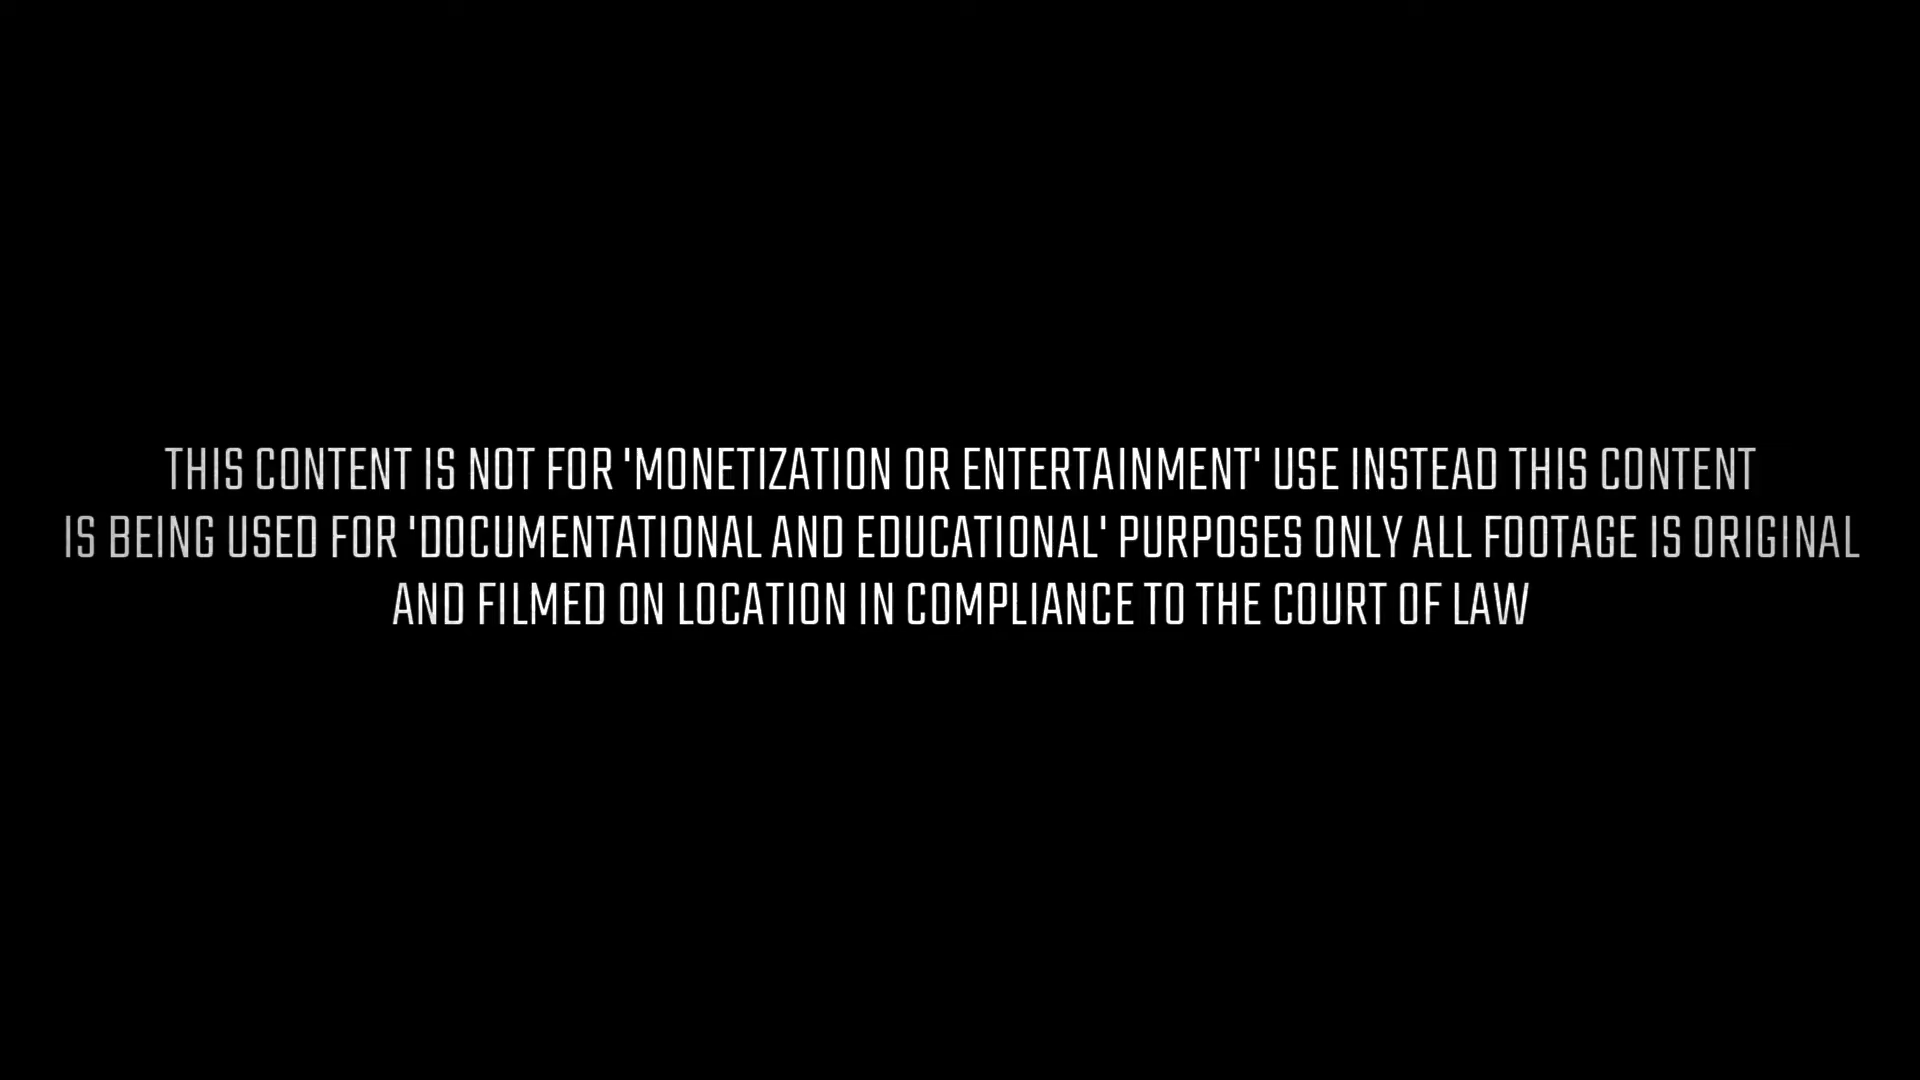 THIS CONTENT IS NOT FOR 'MONETIZATION OR ENTERTAINMENT' USE INSTEAD THIS CONTENT
IS BEING USED FOR 'DOCUMENTATIONAL AND EDUCATIONAL' PURPOSES ONLY ALL FOOTAGE IS ORIGINAL
AND FILMED ON LOCATION IN COMPLIANCE TO THE COURT OF LAW